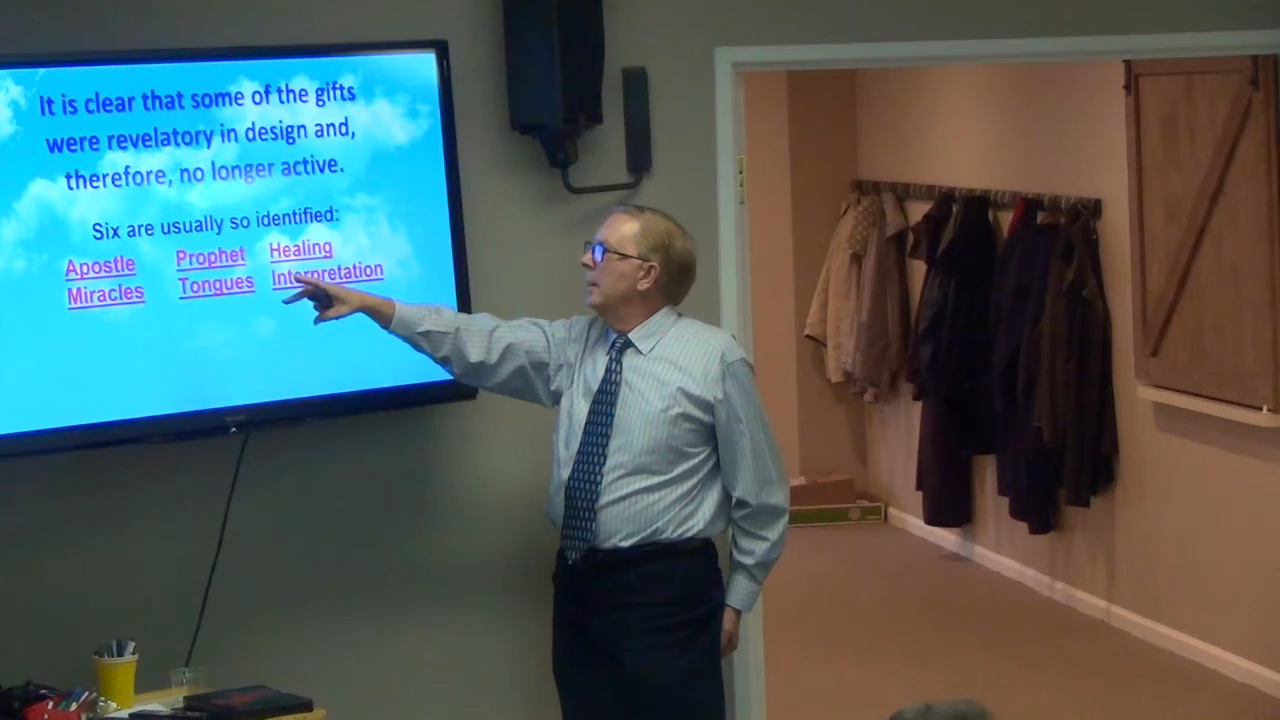 It is clear that some of the gifts
were revelatory in design and,
therefore, no longer active.
Six are usually so identified:
Apostle Prophet Healing
Miracles Tongues Interpretation